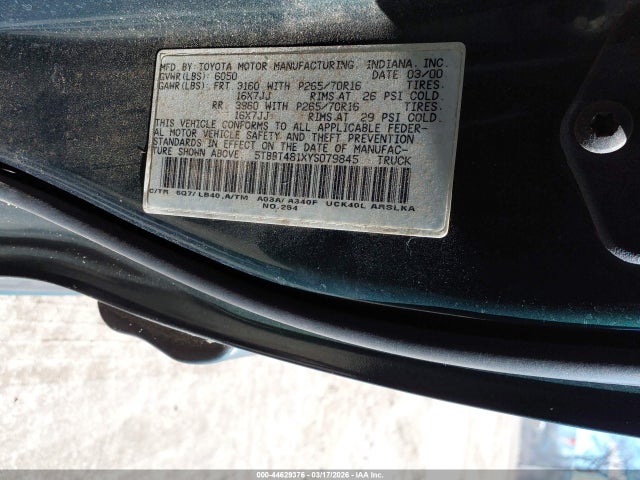 MFD.BY:TOYOTA MOTOR MANUFACTURING, INDIANA, INC.
GVWR(LBS): 6050 DATE 03/00
GAWR(LBS): FRT. 3160 WITH P265/70R16 TIRES.
16X7JJ RIMS.AT 26 PSI COLD.
RR. 3960 WITH P265/70R16 TIRES.
16X7JJ RIMS.AT 29 PSI COLD.
THIS VEHICLE CONFORMS TO ALL APPLICABLE FEDER-
AL MOTOR VEHICLE SAFETY AND THEFT PREVENTION
STANDARDS IN EFFECT ON THE DATE OF MANUFAC-
TURE SHOWN ABOVE. 5TBBT481XYS079845 TRUCK
C/TR 6Q7/ LB40 ,A/TM A03A/ A340F UCK40L ARSLKA
NO.254
000-44629376 - 03/17/2026 - COPYRIGHT IAA, LLC.